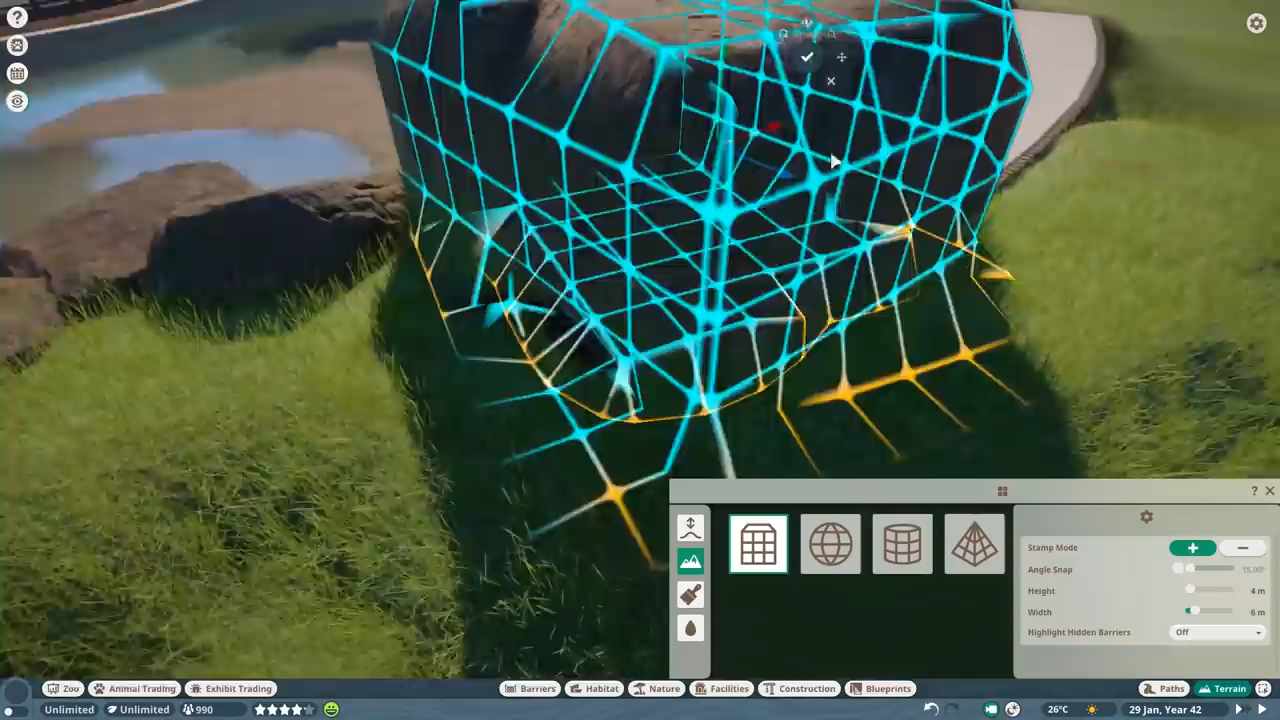 ?
? 
Stamp Mode + −
Angle Snap 15.00°
Height 4 m
Width 6 m
Highlight Hidden Barriers Off
Zoo Animal Trading Exhibit Trading Barriers Habitat Nature Facilities Construction Blueprints Paths Terrain
Unlimited Unlimited 990 26°C 29 Jan, Year 42